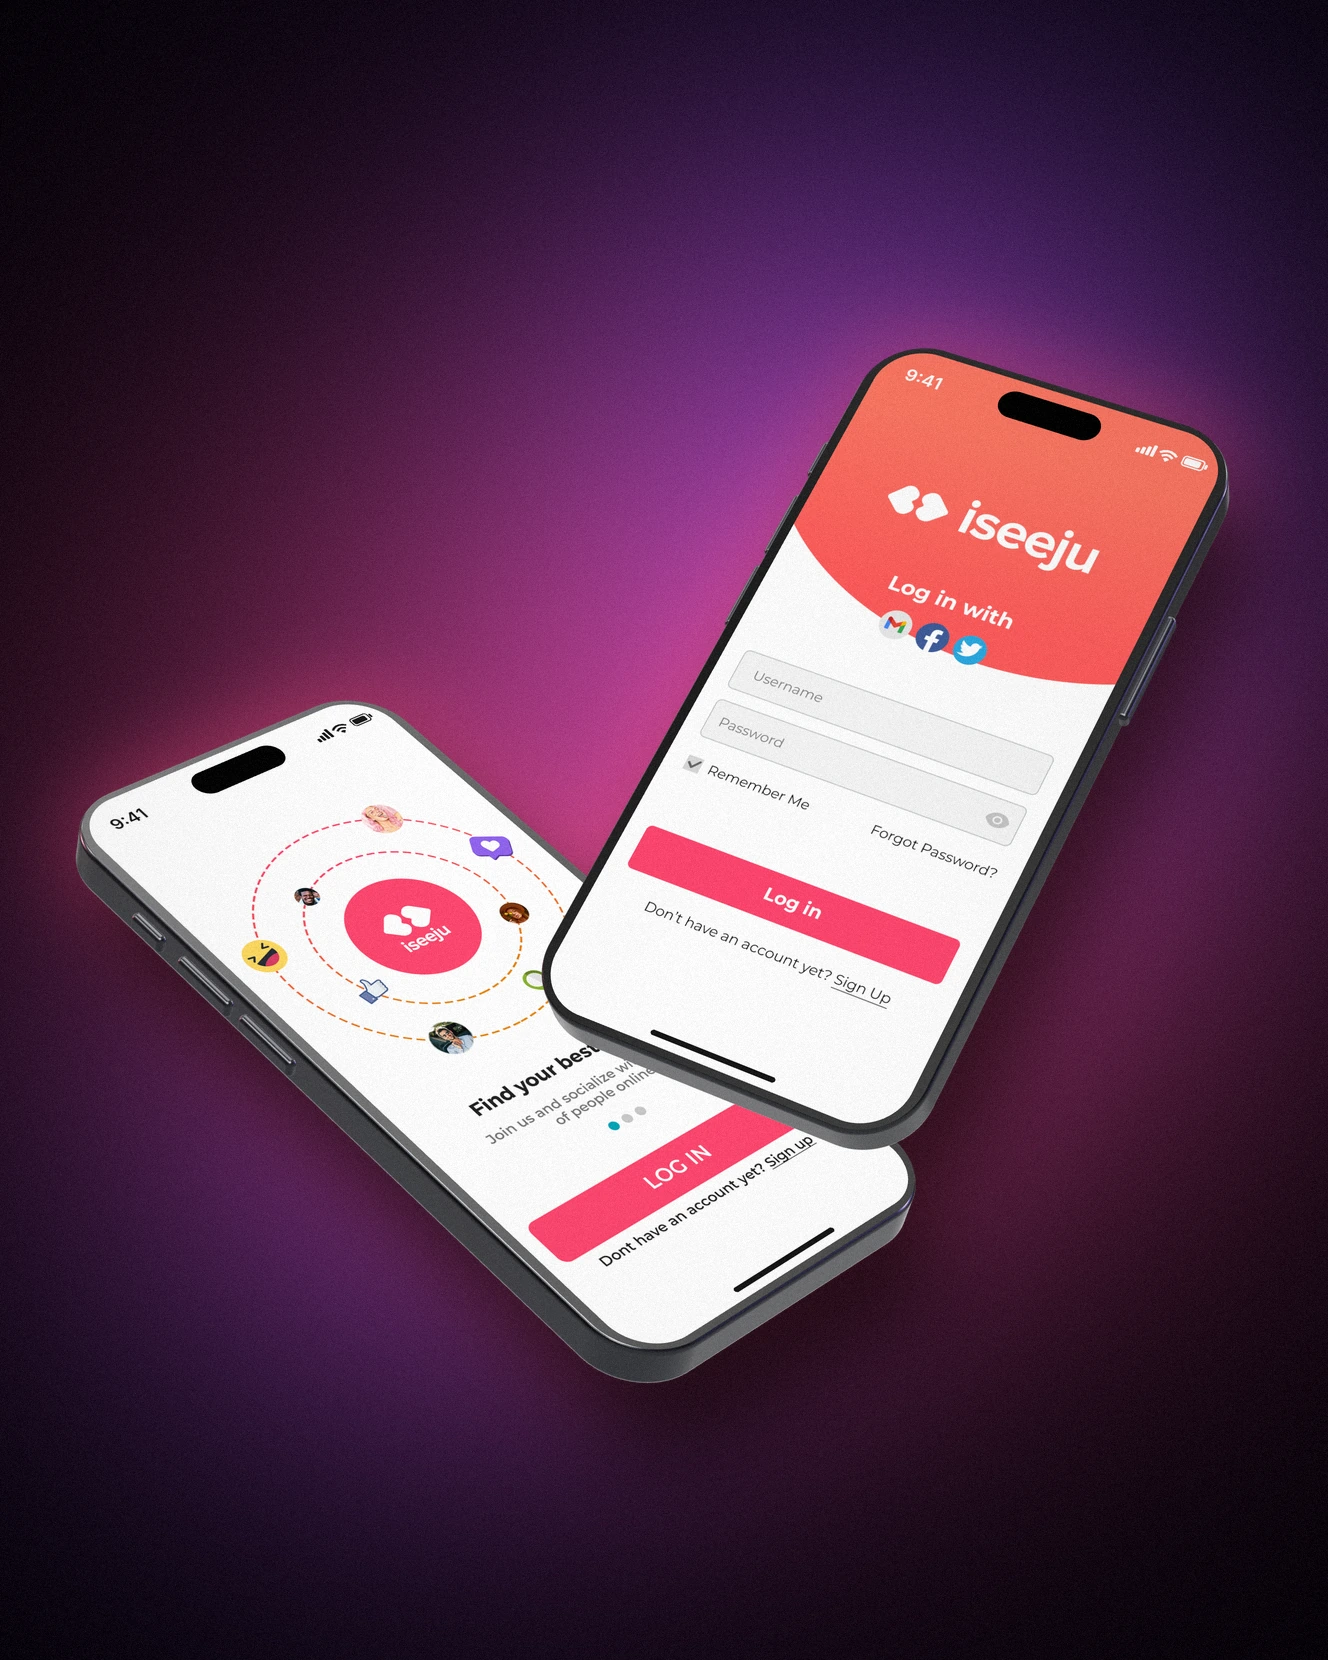 9:41
iseeju
Log in with
Username
Password
Remember Me
Forgot Password?
Log in
Don't have an account yet? Sign Up
9:41
iseeju
Find your best
Join us and socialize
of people online
LOG IN
Dont have an account yet? Sign up